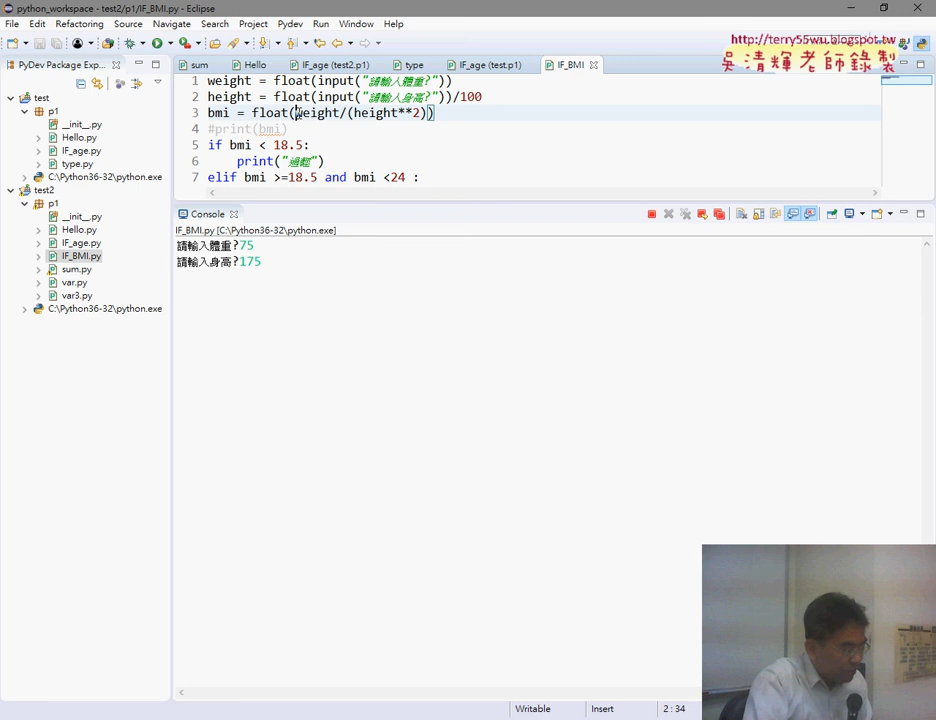 python_workspace - test2/p1/IF_BMI.py - Eclipse
File Edit Refactoring Source Navigate Search Project Pydev Run Window Help
http://terry55wu.blogspot.tw
吳清輝老師錄製
PyDev Package Exp...
sum Hello IF_age (test2.p1) type IF_age (test.p1) IF_BMI
test
p1
__init__.py
Hello.py
IF_age.py
type.py
C:\Python36-32\python.exe
test2
p1
__init__.py
Hello.py
IF_age.py
IF_BMI.py
sum.py
var.py
var3.py
C:\Python36-32\python.exe
1 weight = float(input("請輸入體重?"))
2 height = float(input("請輸入身高?"))/100
3 bmi = float(weight/(height**2))
4 #print(bmi)
5 if bmi < 18.5:
6 print("過輕")
7 elif bmi >=18.5 and bmi <24 :
Console
IF_BMI.py [C:\Python36-32\python.exe]
請輸入體重?75
請輸入身高?175
Writable Insert 2 : 34